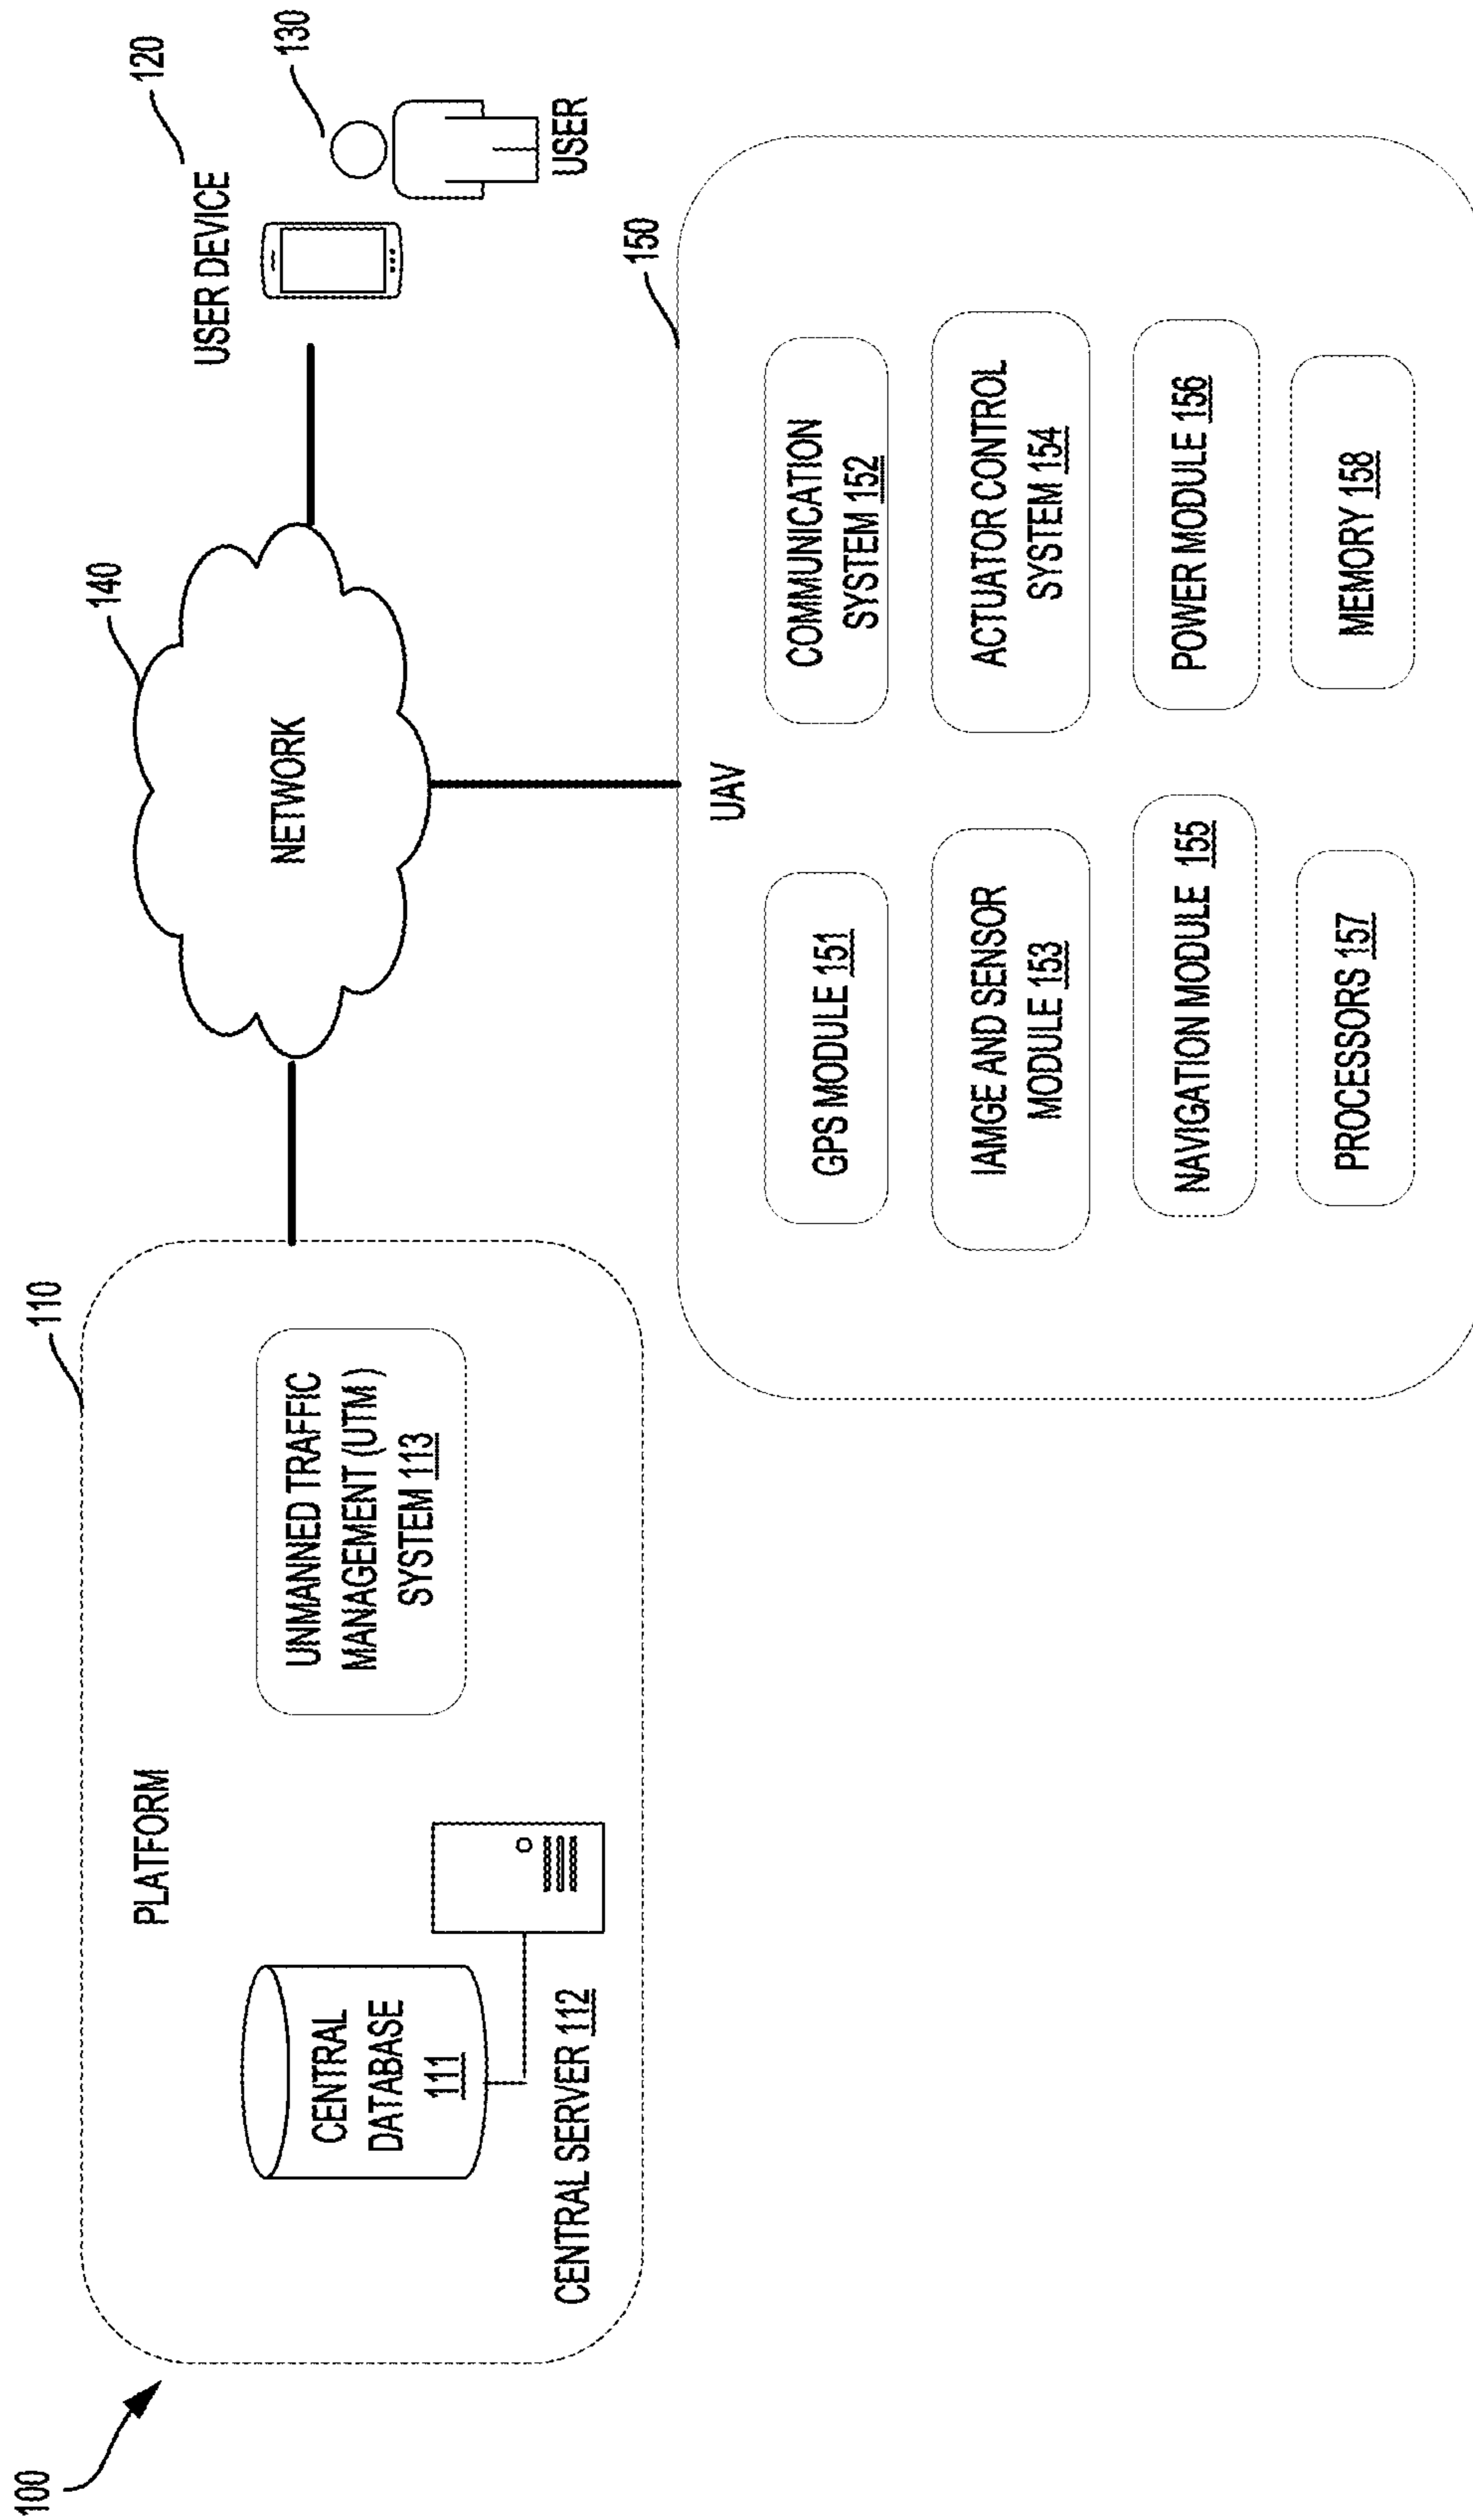 100
110
PLATFORM
CENTRAL
DATABASE
111
CENTRAL SERVER 112
UNMANNED TRAFFIC
MANAGEMENT (UTM)
SYSTEM 113
140
NETWORK
120
USER DEVICE
130
USER
150
UAV
GPS MODULE 151
COMMUNICATION
SYSTEM 152
IAMGE AND SENSOR
MODULE 153
ACTUATOR CONTROL
SYSTEM 154
NAVIGATION MODULE 155
POWER MODULE 156
PROCESSORS 157
MEMORY 158